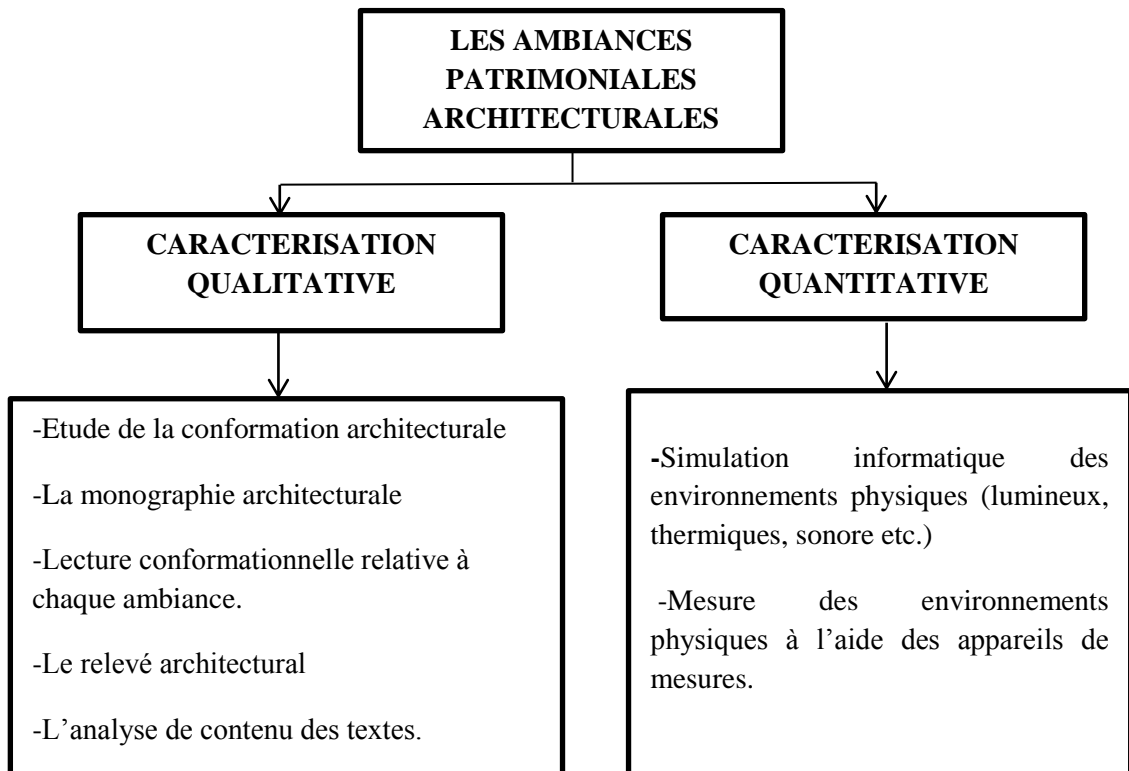 LES AMBIANCES
PATRIMONIALES
ARCHITECTURALES
CARACTERISATION
QUALITATIVE
CARACTERISATION
QUANTITATIVE
-Etude de la conformation architecturale
-La monographie architecturale
-Lecture conformationnelle relative à
chaque ambiance.
-Le relevé architectural
-L’analyse de contenu des textes.
-Simulation informatique des
environnements physiques (lumineux,
thermiques, sonore etc.)
-Mesure des environnements
physiques à l’aide des appareils de
mesures.